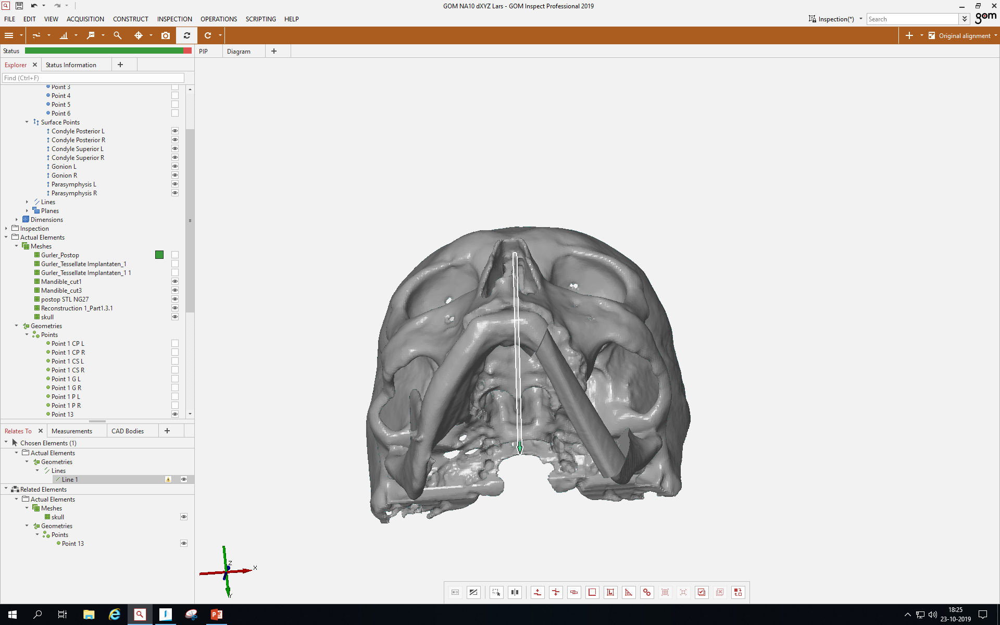 GOM NA10 dXYZ Lars - GOM Inspect Professional 2019
FILE EDIT VIEW ACQUISITION CONSTRUCT INSPECTION OPERATIONS SCRIPTING HELP
Inspection(*) Search gom
Original alignment
Status PIP Diagram
Explorer Status Information
Find (Ctrl+F)
Point 3
Point 4
Point 5
Point 6
Surface Points
Condyle Posterior L
Condyle Posterior R
Condyle Superior L
Condyle Superior R
Gonion L
Gonion R
Parasymphysis L
Parasymphysis R
Lines
Planes
Dimensions
Inspection
Actual Elements
Meshes
Gurler_Postop
Gurler_Tessellate Implantaten_1
Gurler_Tessellate Implantaten_1 1
Mandible_cut1
Mandible_cut3
postop STL NG27
Reconstruction 1_Part1.3.1
skull
Geometries
Points
Point 1 CP L
Point 1 CP R
Point 1 CS L
Point 1 CS R
Point 1 G L
Point 1 G R
Point 1 P L
Point 1 P R
Point 13
Relates To Measurements CAD Bodies
Chosen Elements (1)
Actual Elements
Geometries
Lines
Line 1
Related Elements
Actual Elements
Meshes
skull
Geometries
Points
Point 13
Z
X
Y
18:25
23-10-2019